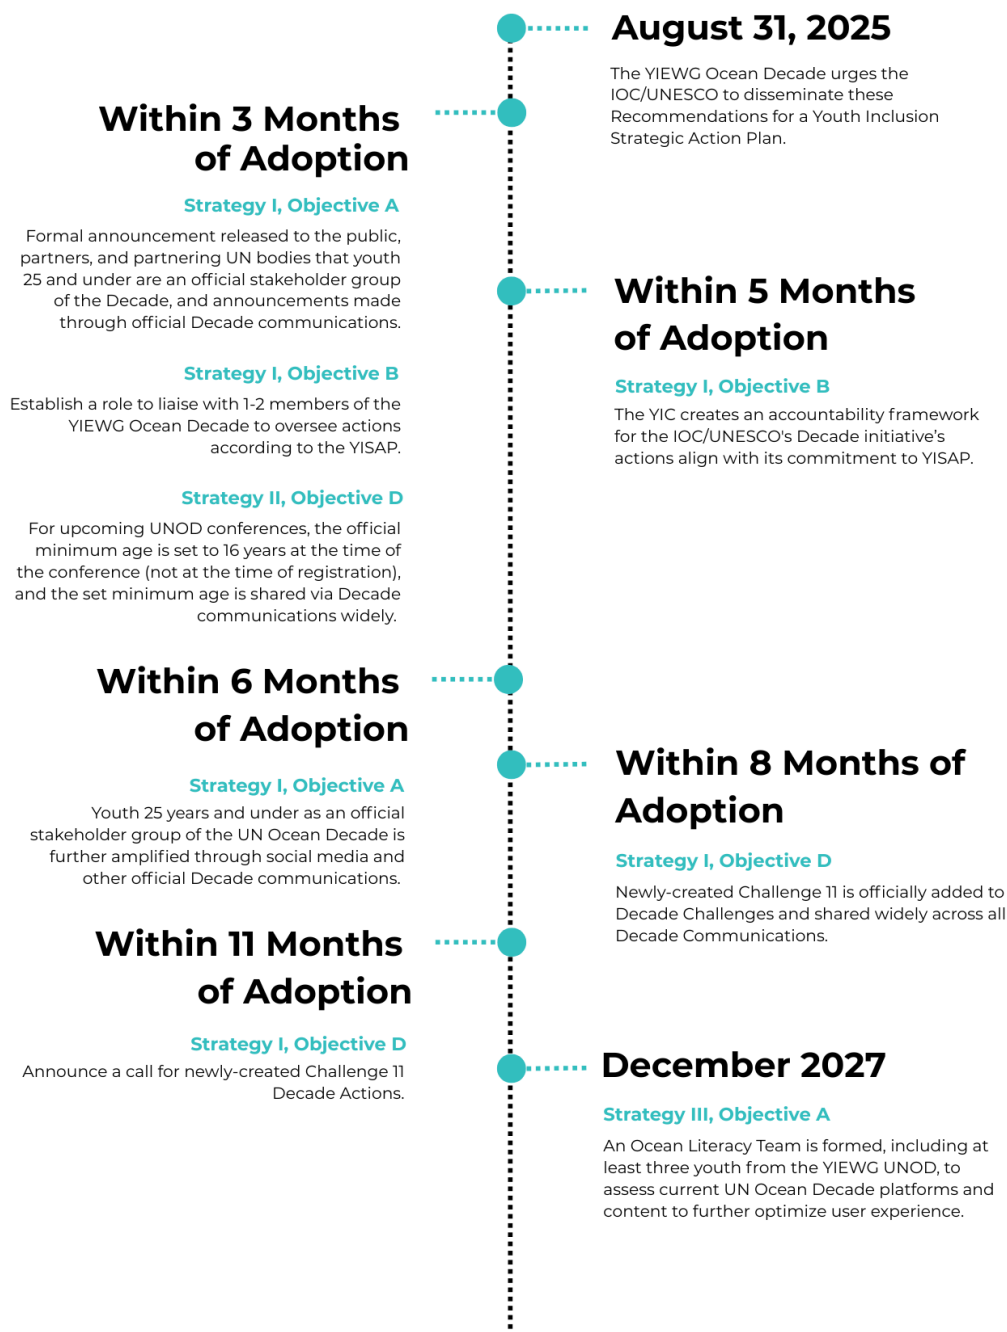 August 31, 2025
The YIEWG Ocean Decade urges the
IOC/UNESCO to disseminate these
Recommendations for a Youth Inclusion
Strategic Action Plan.
Within 3 Months
of Adoption
Strategy I, Objective A
Formal announcement released to the public,
partners, and partnering UN bodies that youth
25 and under are an official stakeholder group
of the Decade, and announcements made
through official Decade communications.
Strategy I, Objective B
Establish a role to liaise with 1-2 members of the
YIEWG Ocean Decade to oversee actions
according to the YISAP.
Strategy II, Objective D
For upcoming UNOD conferences, the official
minimum age is set to 16 years at the time of
the conference (not at the time of registration),
and the set minimum age is shared via Decade
communications widely.
Within 5 Months
of Adoption
Strategy I, Objective B
The YIC creates an accountability framework
for the IOC/UNESCO's Decade initiative’s
actions align with its commitment to YISAP.
Within 6 Months
of Adoption
Strategy I, Objective A
Youth 25 years and under as an official
stakeholder group of the UN Ocean Decade is
further amplified through social media and
other official Decade communications.
Within 8 Months of
Adoption
Strategy I, Objective D
Newly-created Challenge 11 is officially added to
Decade Challenges and shared widely across all
Decade Communications.
Within 11 Months
of Adoption
Strategy I, Objective D
Announce a call for newly-created Challenge 11
Decade Actions.
December 2027
Strategy III, Objective A
An Ocean Literacy Team is formed, including at
least three youth from the YIEWG UNOD, to
assess current UN Ocean Decade platforms and
content to further optimize user experience.